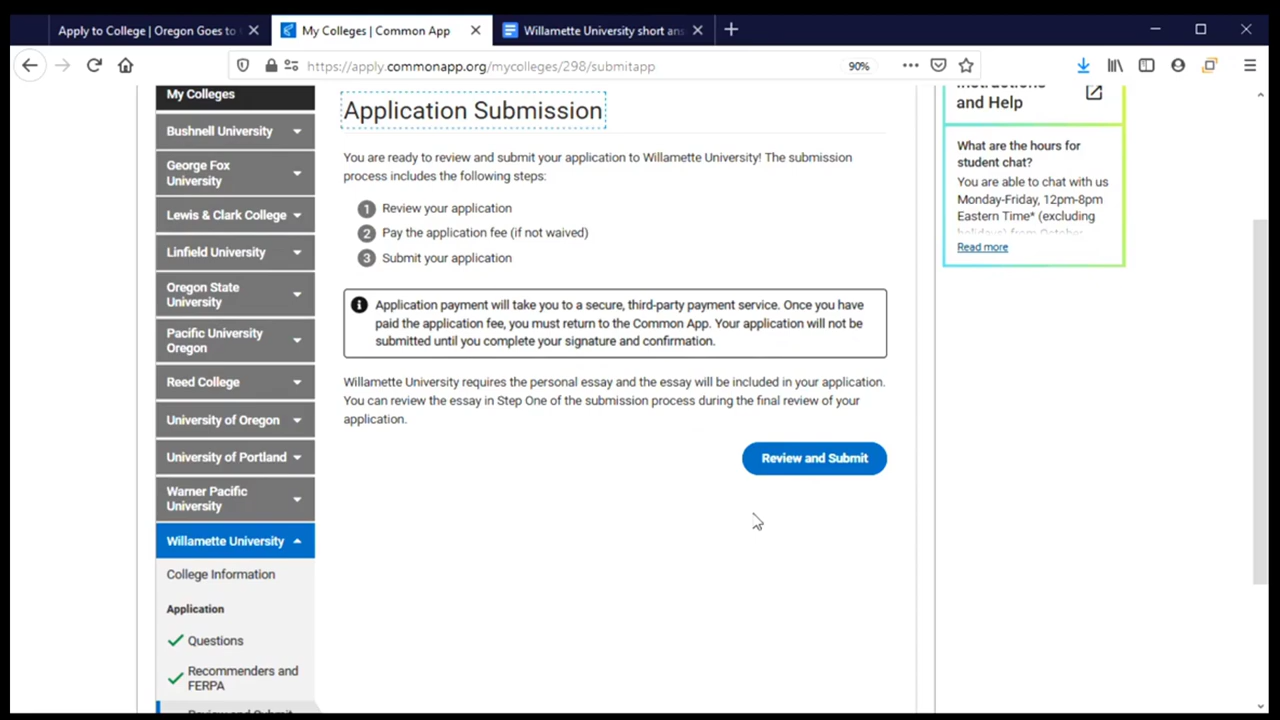 Apply to College | Oregon Goes to
My Colleges | Common App
Willamette University short ans
https://apply.commonapp.org/mycolleges/298/submitapp
90%
My Colleges
Bushnell University
George Fox
University
Lewis & Clark College
Linfield University
Oregon State
University
Pacific University
Oregon
Reed College
University of Oregon
University of Portland
Warner Pacific
University
Willamette University
College Information
Application
Questions
Recommenders and
FERPA
Review and Submit
Application Submission
You are ready to review and submit your application to Willamette University! The submission
process includes the following steps:
1 Review your application
2 Pay the application fee (if not waived)
3 Submit your application
Application payment will take you to a secure, third-party payment service. Once you have
paid the application fee, you must return to the Common App. Your application will not be
submitted until you complete your signature and confirmation.
Willamette University requires the personal essay and the essay will be included in your application.
You can review the essay in Step One of the submission process during the final review of your
application.
Review and Submit
Instructions
and Help
What are the hours for
student chat?
You are able to chat with us
Monday-Friday, 12pm-8pm
Eastern Time* (excluding
holidays) from October
Read more